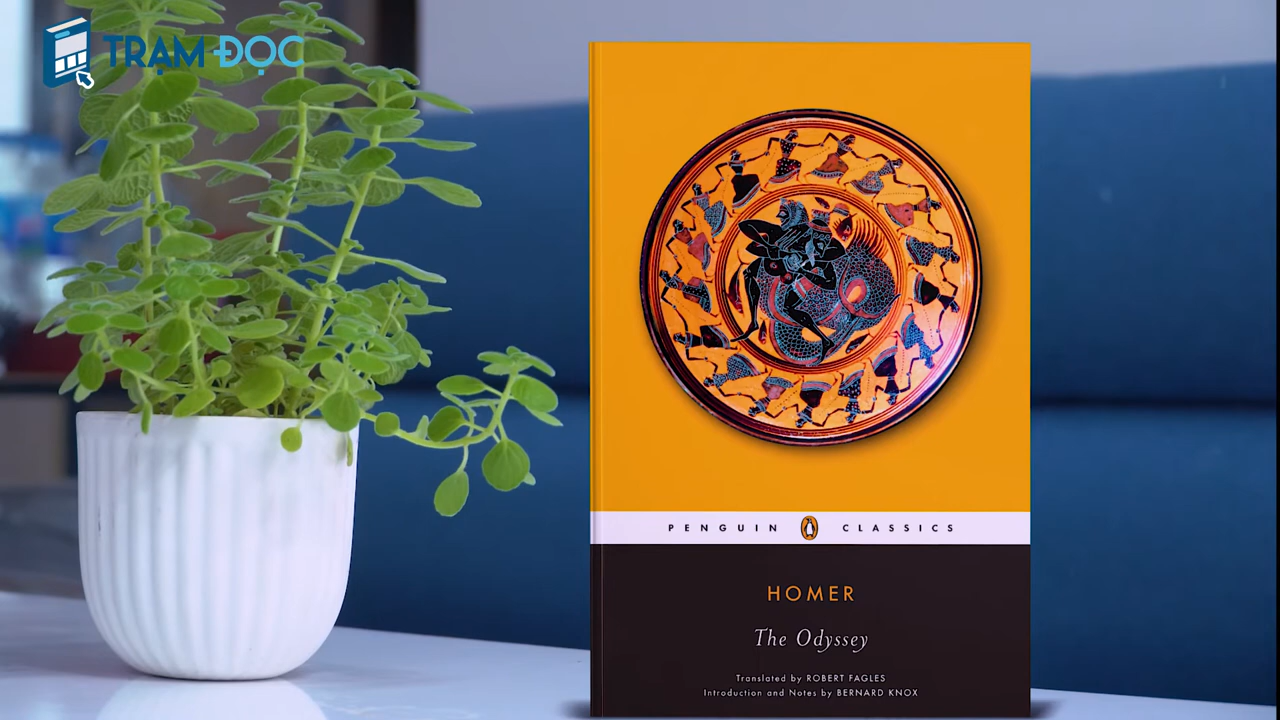 TRẠM ĐỌC
PENGUIN CLASSICS
HOMER
The Odyssey
Translated by ROBERT FAGLES
Introduction and Notes by BERNARD KNOX